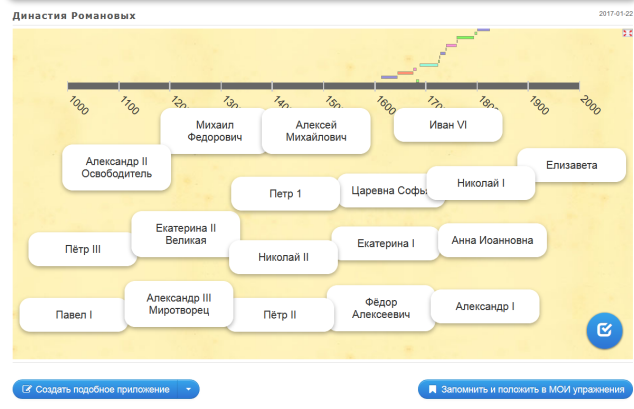 Династия Романовых
2017-01-22
1000 1100 1200 1300 1400 1500 1600 1700 1800 1900 2000
Михаил
Федорович
Алексей
Михайлович
Иван VI
Александр II
Освободитель
Елизавета
Петр 1
Царевна Софь
Николай I
Екатерина II
Великая
Пётр III
Николай II
Екатерина I
Анна Иоанновна
Павел I
Александр III
Миротворец
Пётр II
Фёдор
Алексеевич
Александр I
Создать подобное приложение
Запомнить и положить в МОИ упражнения